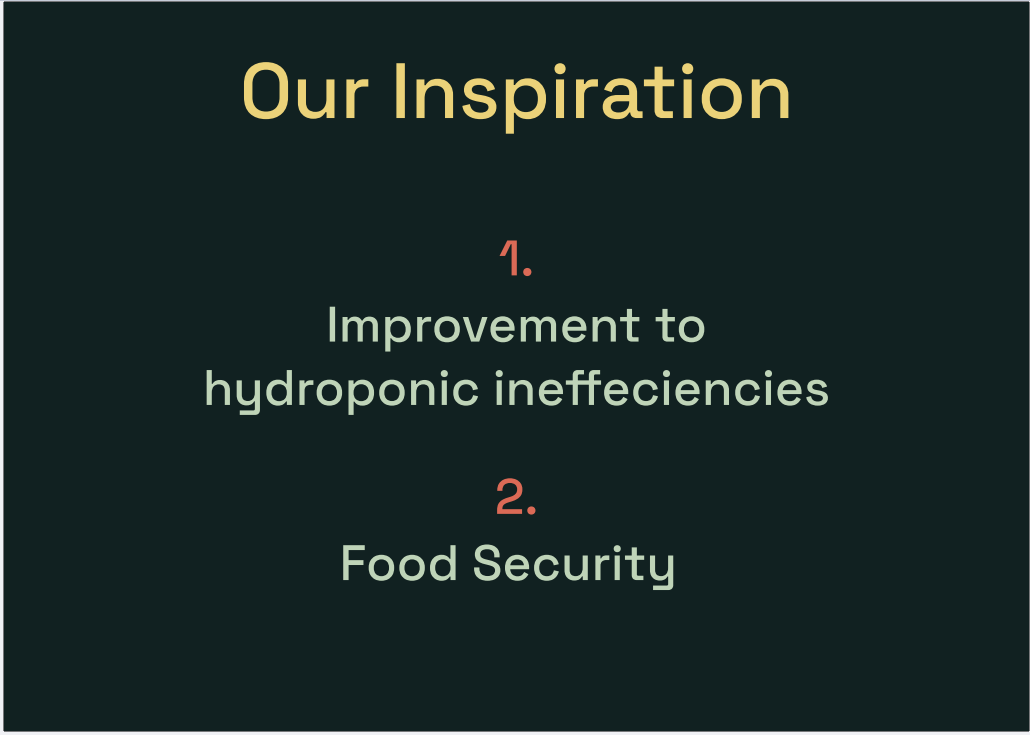 Our Inspiration
1.
Improvement to
hydroponic ineffeciencies
2.
Food Security